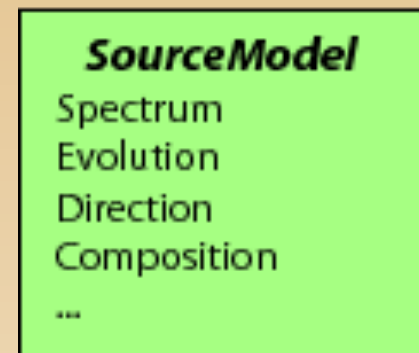 SourceModel
Spectrum
Evolution
Direction
Composition
...